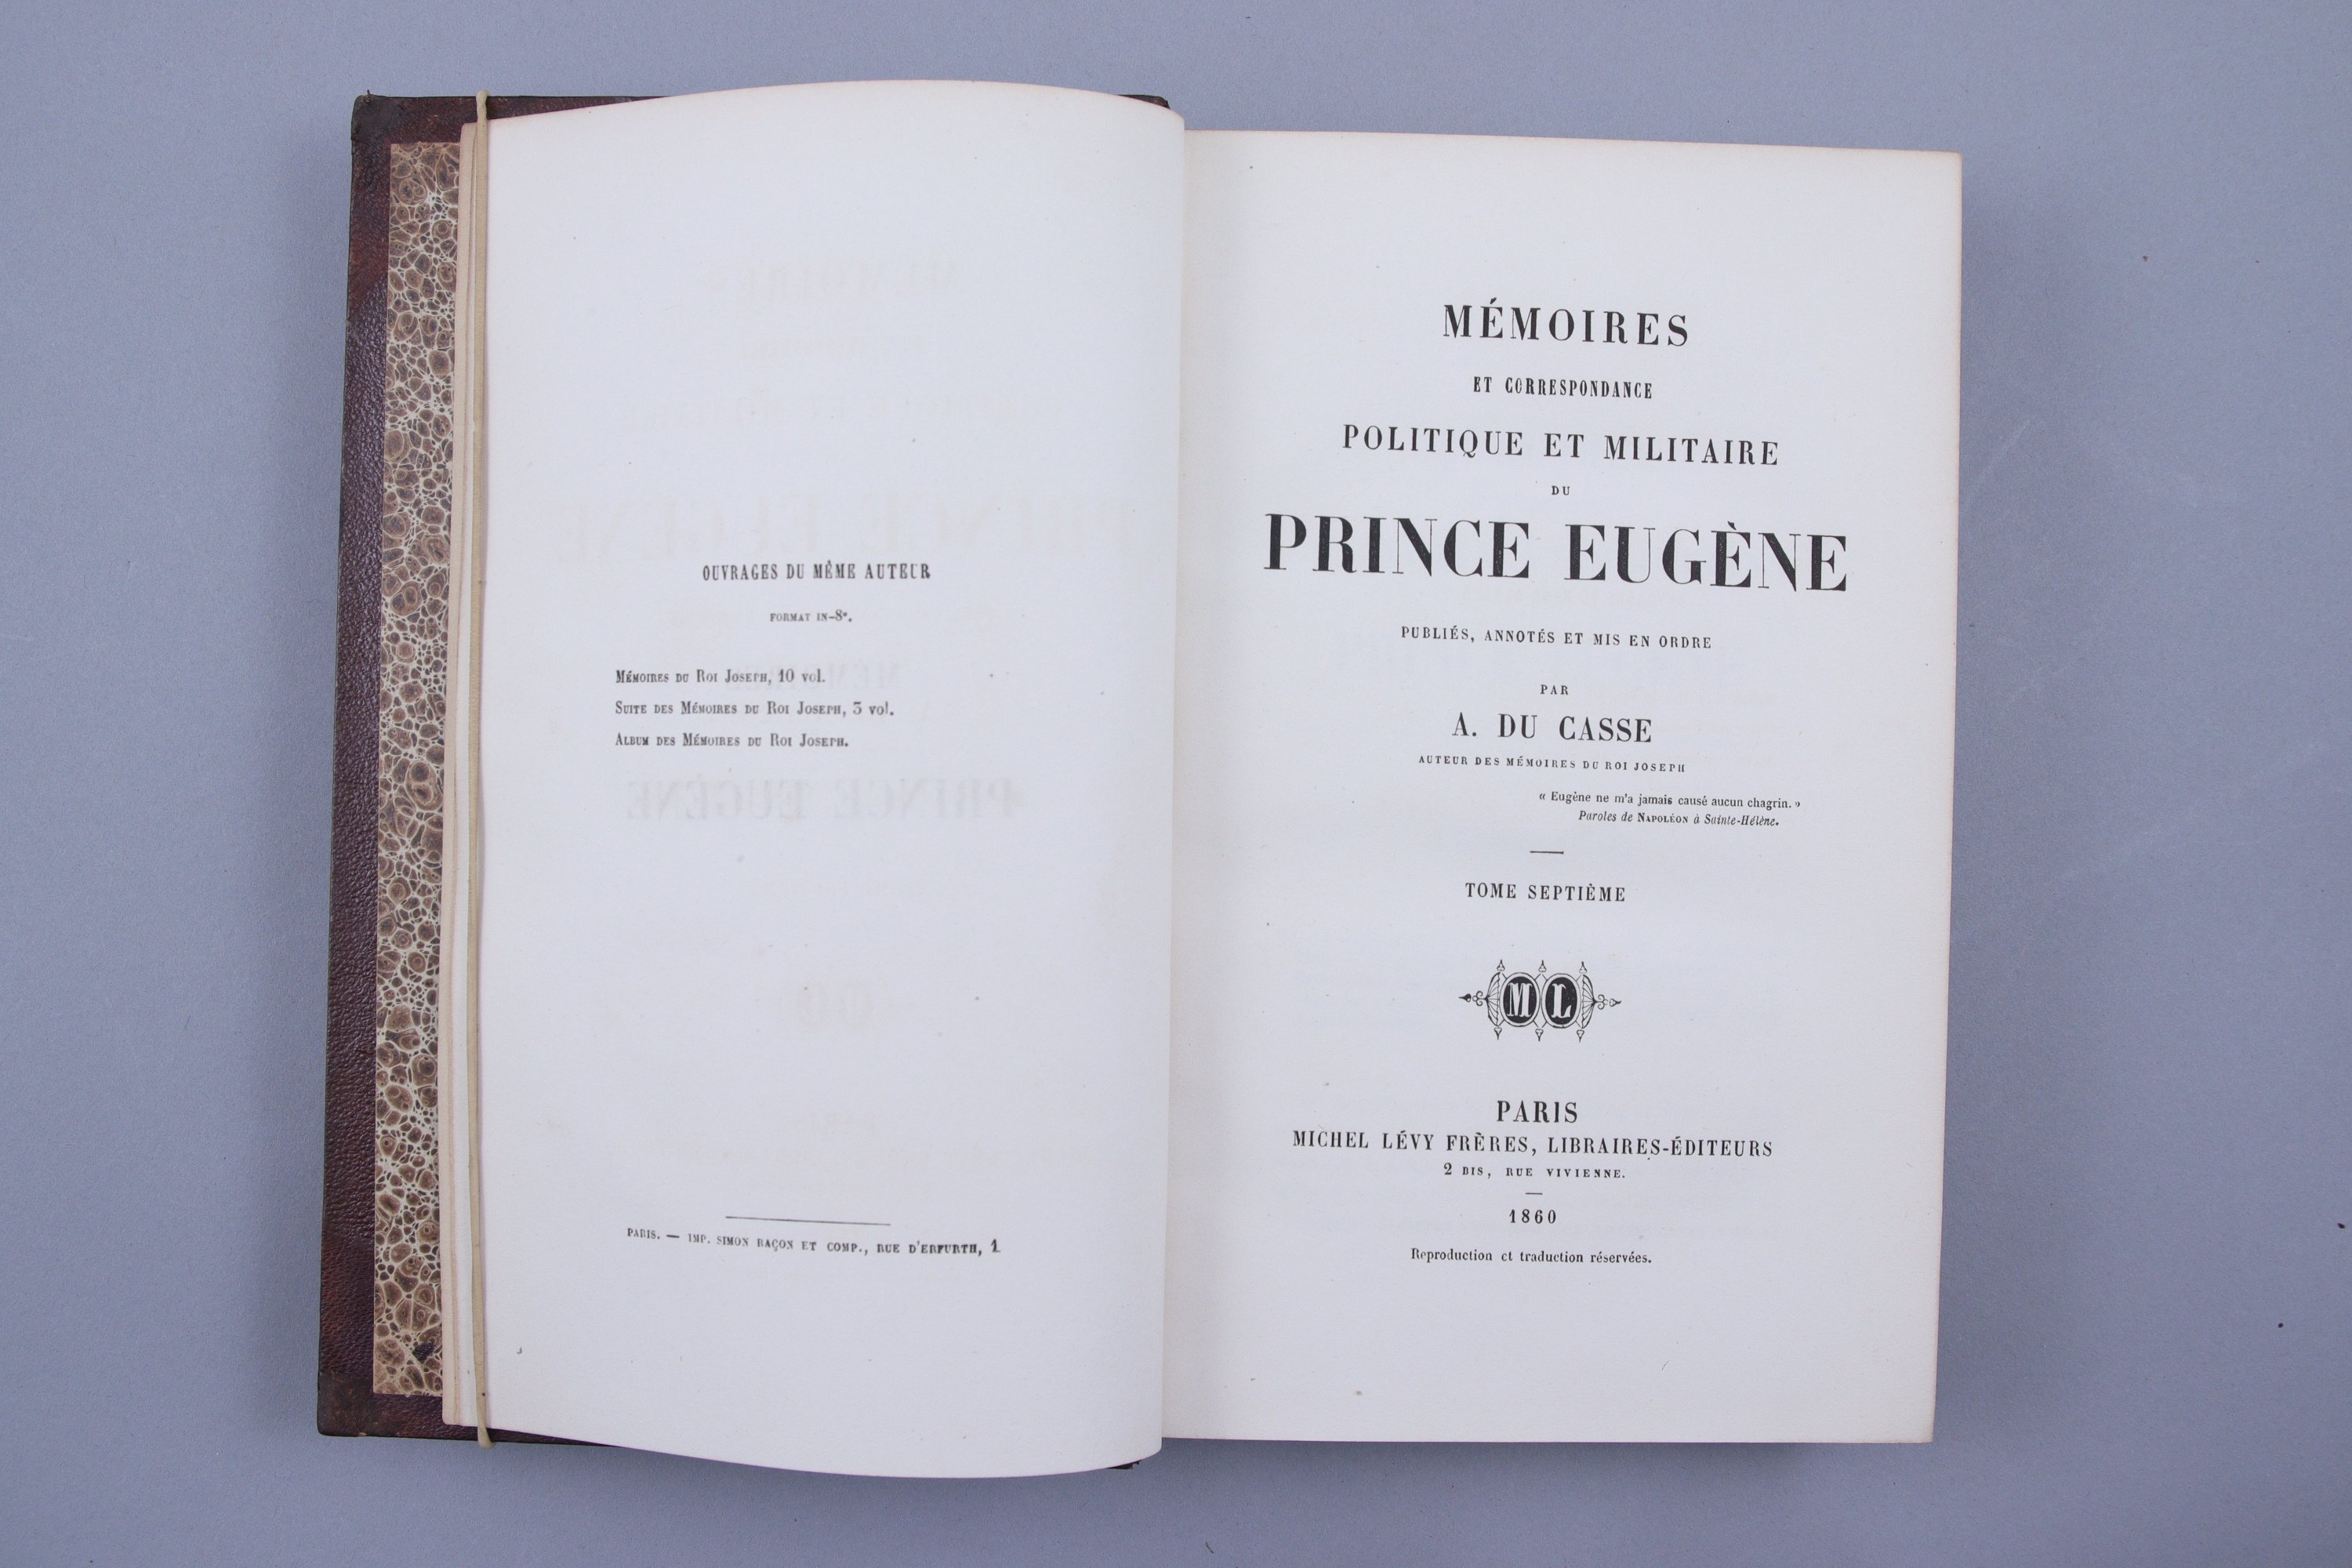 OUVRAGES DU MÊME AUTEUR
FORMAT IN-8°.
MÉMOIRES DU ROI JOSEPH, 10 vol.
SUITE DES MÉMOIRES DU ROI JOSEPH, 3 vol.
ALBUM DES MÉMOIRES DU ROI JOSEPH.
PARIS. — IMP. SIMON RAÇON ET COMP., RUE D'ERFURTH, 1
MÉMOIRES
ET CORRESPONDANCE
POLITIQUE ET MILITAIRE
DU
PRINCE EUGÈNE
PUBLIÉS, ANNOTÉS ET MIS EN ORDRE
PAR
A. DU CASSE
AUTEUR DES MÉMOIRES DU ROI JOSEPH
« Eugène ne m'a jamais causé aucun chagrin. »
Paroles de NAPOLÉON à Sainte-Hélène.
TOME SEPTIÈME
ML
PARIS
MICHEL LÉVY FRÈRES, LIBRAIRES-ÉDITEURS
2 BIS, RUE VIVIENNE.
1860
Reproduction et traduction réservées.